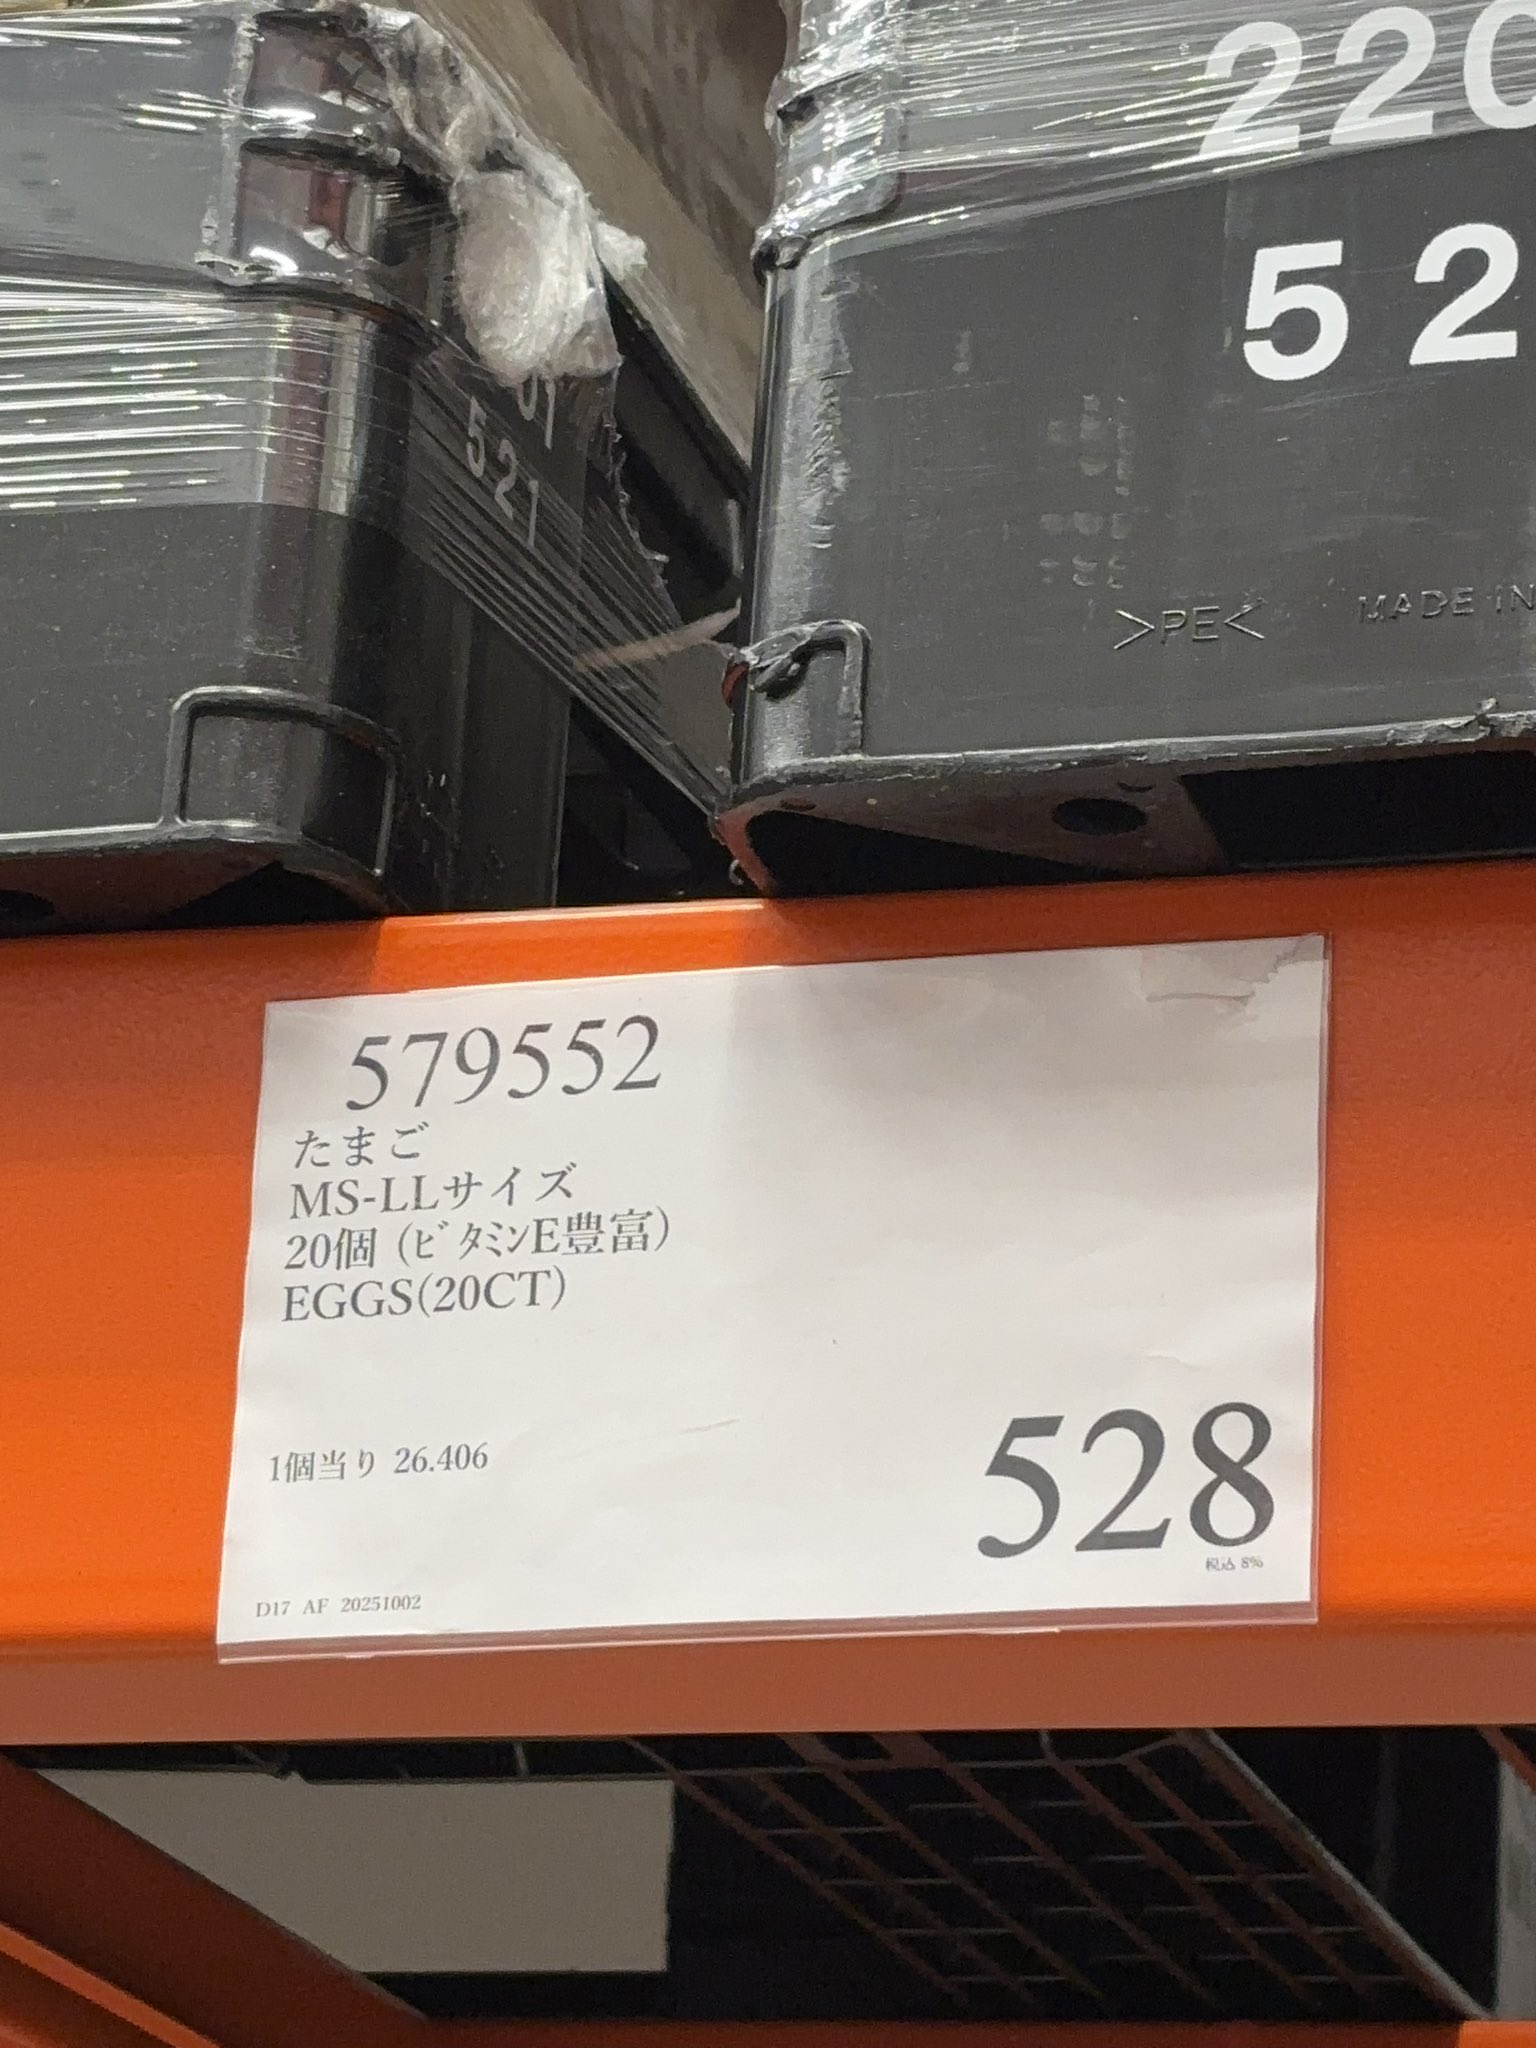 220
52
521
>PE<
MADE IN
579552
たまご
MS-LLサイズ
20個 (ビタミンE豊富)
EGGS(20CT)
1個当り 26.406
528
税込 8%
D17 AF 20251002